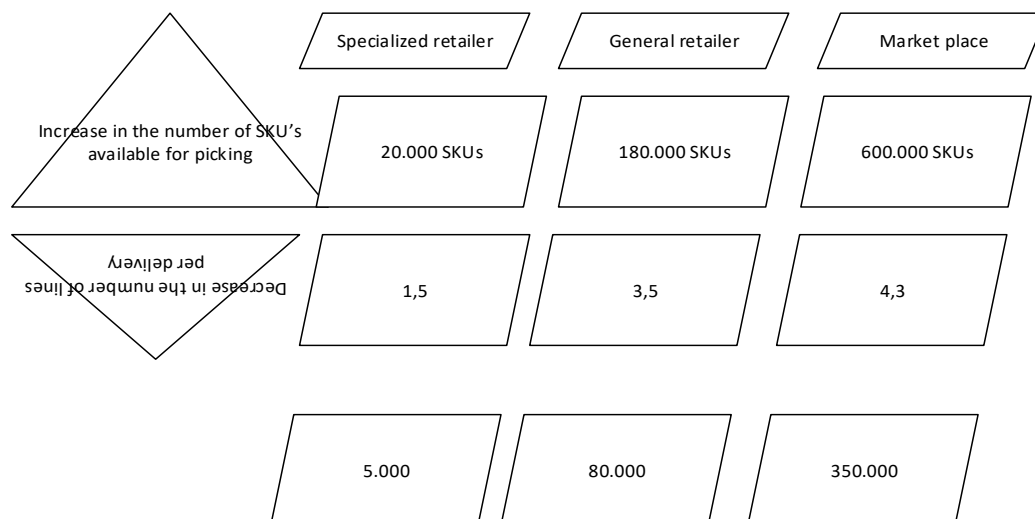 Specialized retailer
General retailer
Market place
Increase in the number of SKU's
available for picking
20.000 SKUs
180.000 SKUs
600.000 SKUs
Decrease in the number of lines
per delivery
1,5
3,5
4,3
5.000
80.000
350.000